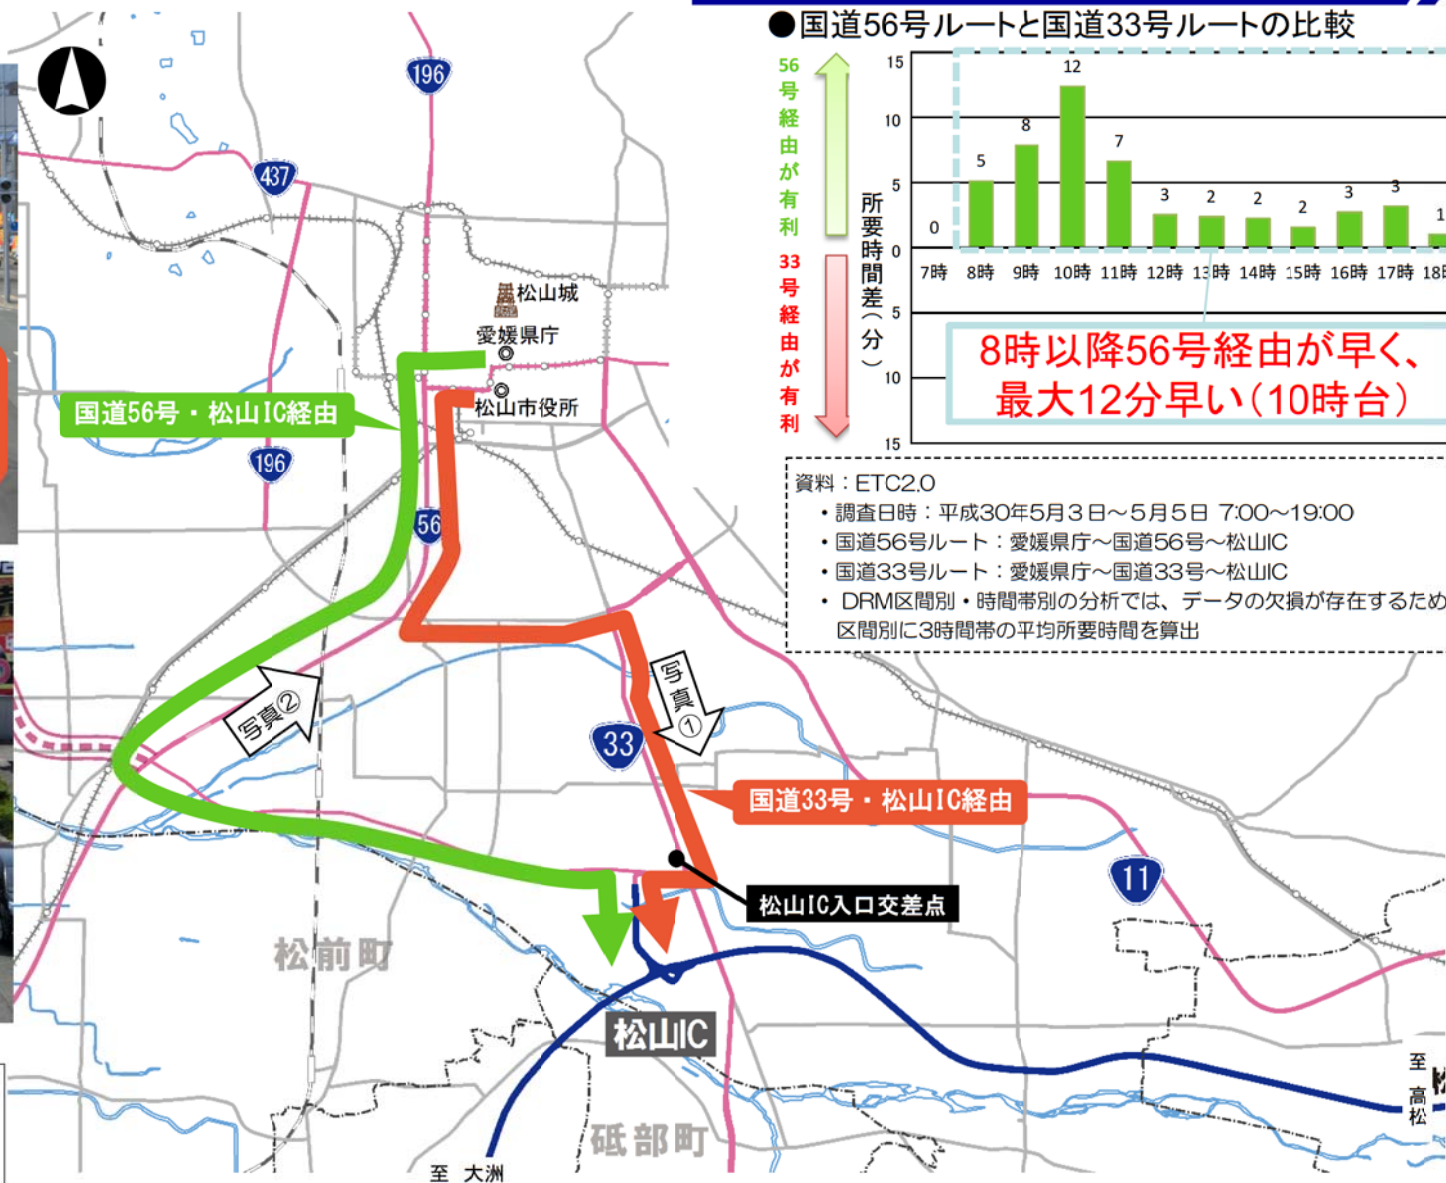 ●国道56号ルートと国道33号ルートの比較
56号経由が有利
33号経由が有利
所要時間差（分）
15
10
5
0
5
10
15
0
5
8
12
7
3
2
2
2
3
3
1
7時
8時
9時
10時
11時
12時
13時
14時
15時
16時
17時
18時
8時以降56号経由が早く、
最大12分早い（10時台）
資料：ETC2.0
・調査日時：平成30年5月3日～5月5日 7:00～19:00
・国道56号ルート：愛媛県庁～国道56号～松山IC
・国道33号ルート：愛媛県庁～国道33号～松山IC
・ DRM区間別・時間帯別の分析では、データの欠損が存在するため
区間別に3時間帯の平均所要時間を算出
196
437
松山城
愛媛県庁
松山市役所
国道56号・松山IC経由
196
56
写真①
写真②
33
国道33号・松山IC経由
11
松山IC入口交差点
松前町
松山IC
至 高松
砥部町
至 大洲